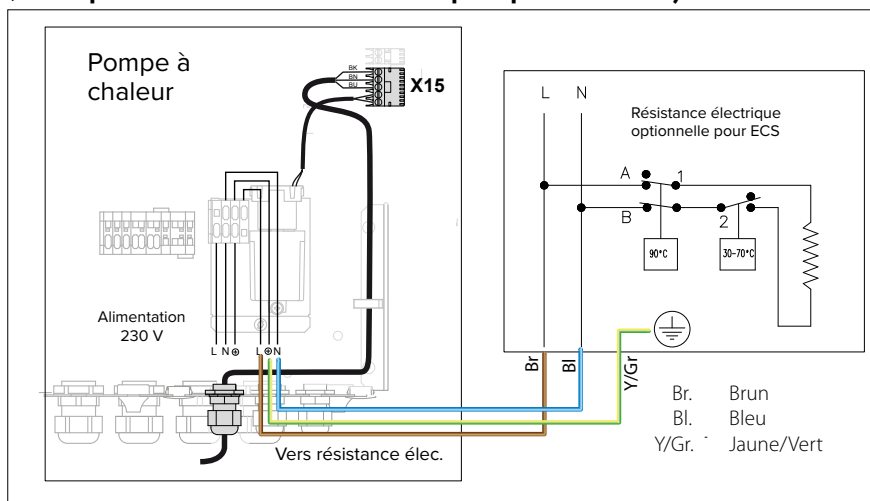 Pompe à
chaleur
BK
BN
BU
X15
Alimentation
230 V
L N ⊕
L ⊕ N
Vers résistance élec.
L N
Résistance électrique
optionnelle pour ECS
A 1
B 2
90°C
30-70°C
Br
Bl
Y/Gr
Br. Brun
Bl. Bleu
Y/Gr. Jaune/Vert